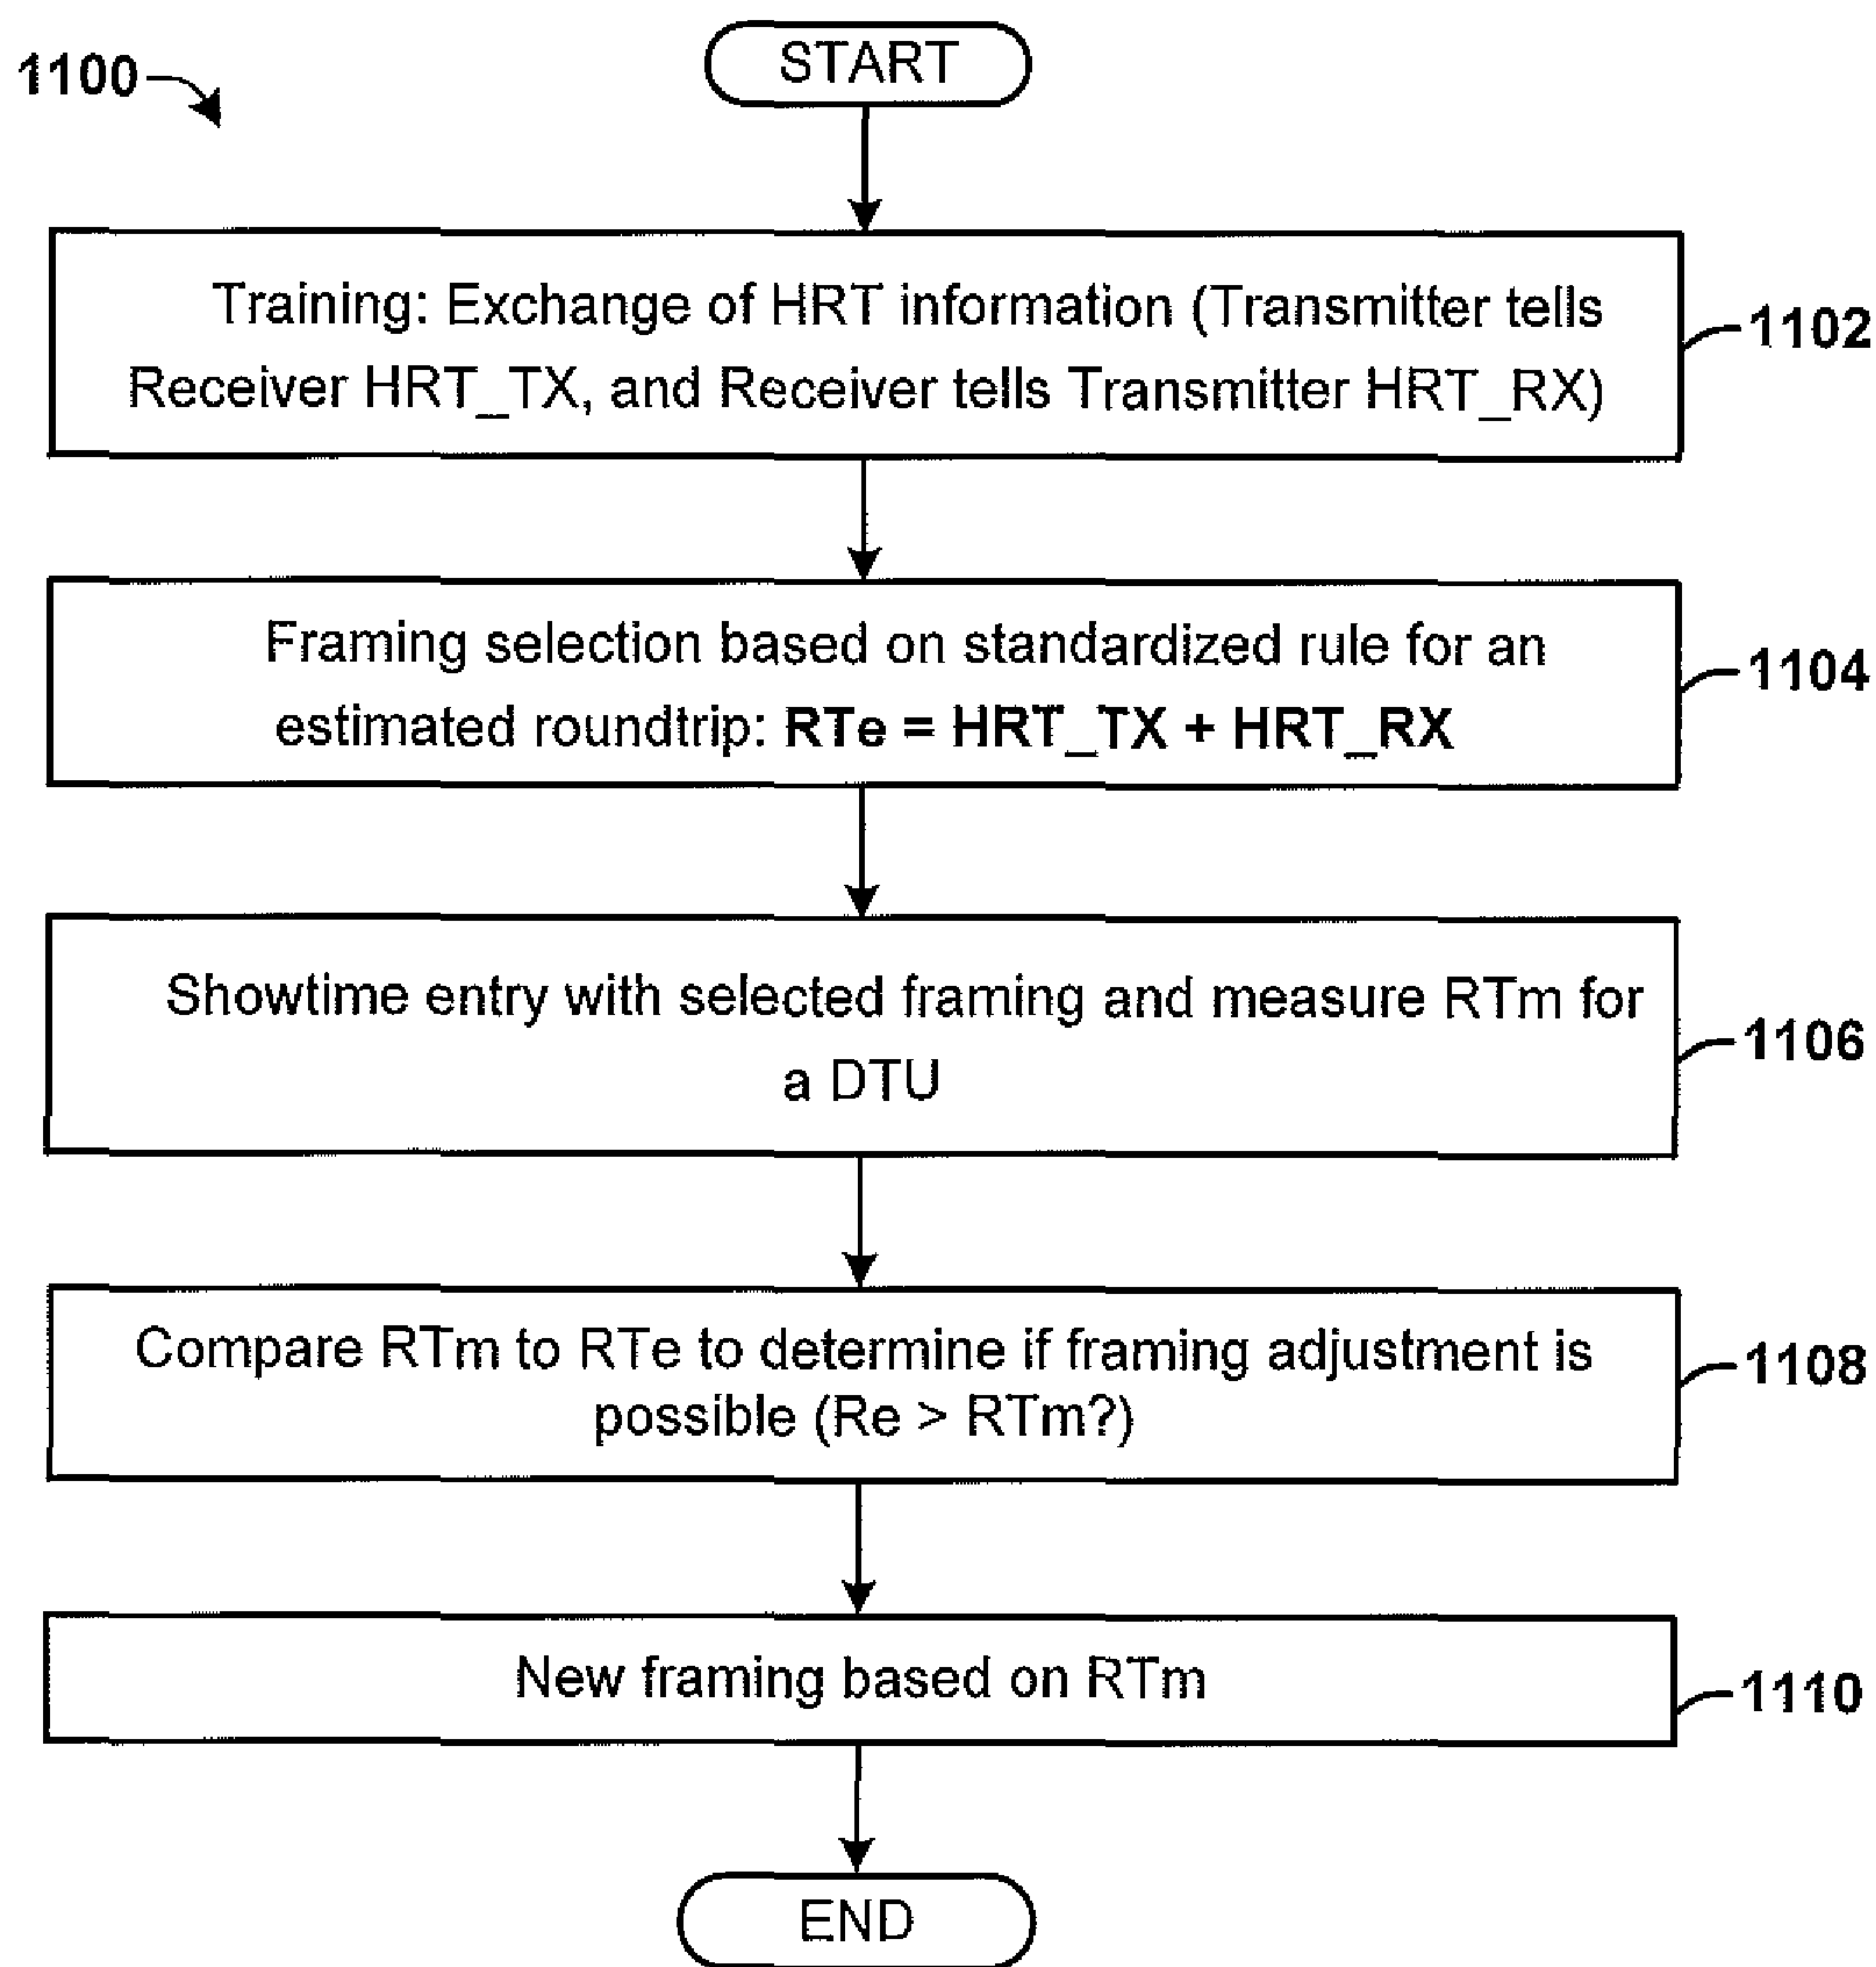 1100
START
Training: Exchange of HRT information (Transmitter tells
Receiver HRT_TX, and Receiver tells Transmitter HRT_RX)
1102
Framing selection based on standardized rule for an
estimated roundtrip: RTe = HRT_TX + HRT_RX
1104
Showtime entry with selected framing and measure RTm for
a DTU
1106
Compare RTm to RTe to determine if framing adjustment is
possible (Re > RTm?)
1108
New framing based on RTm
1110
END